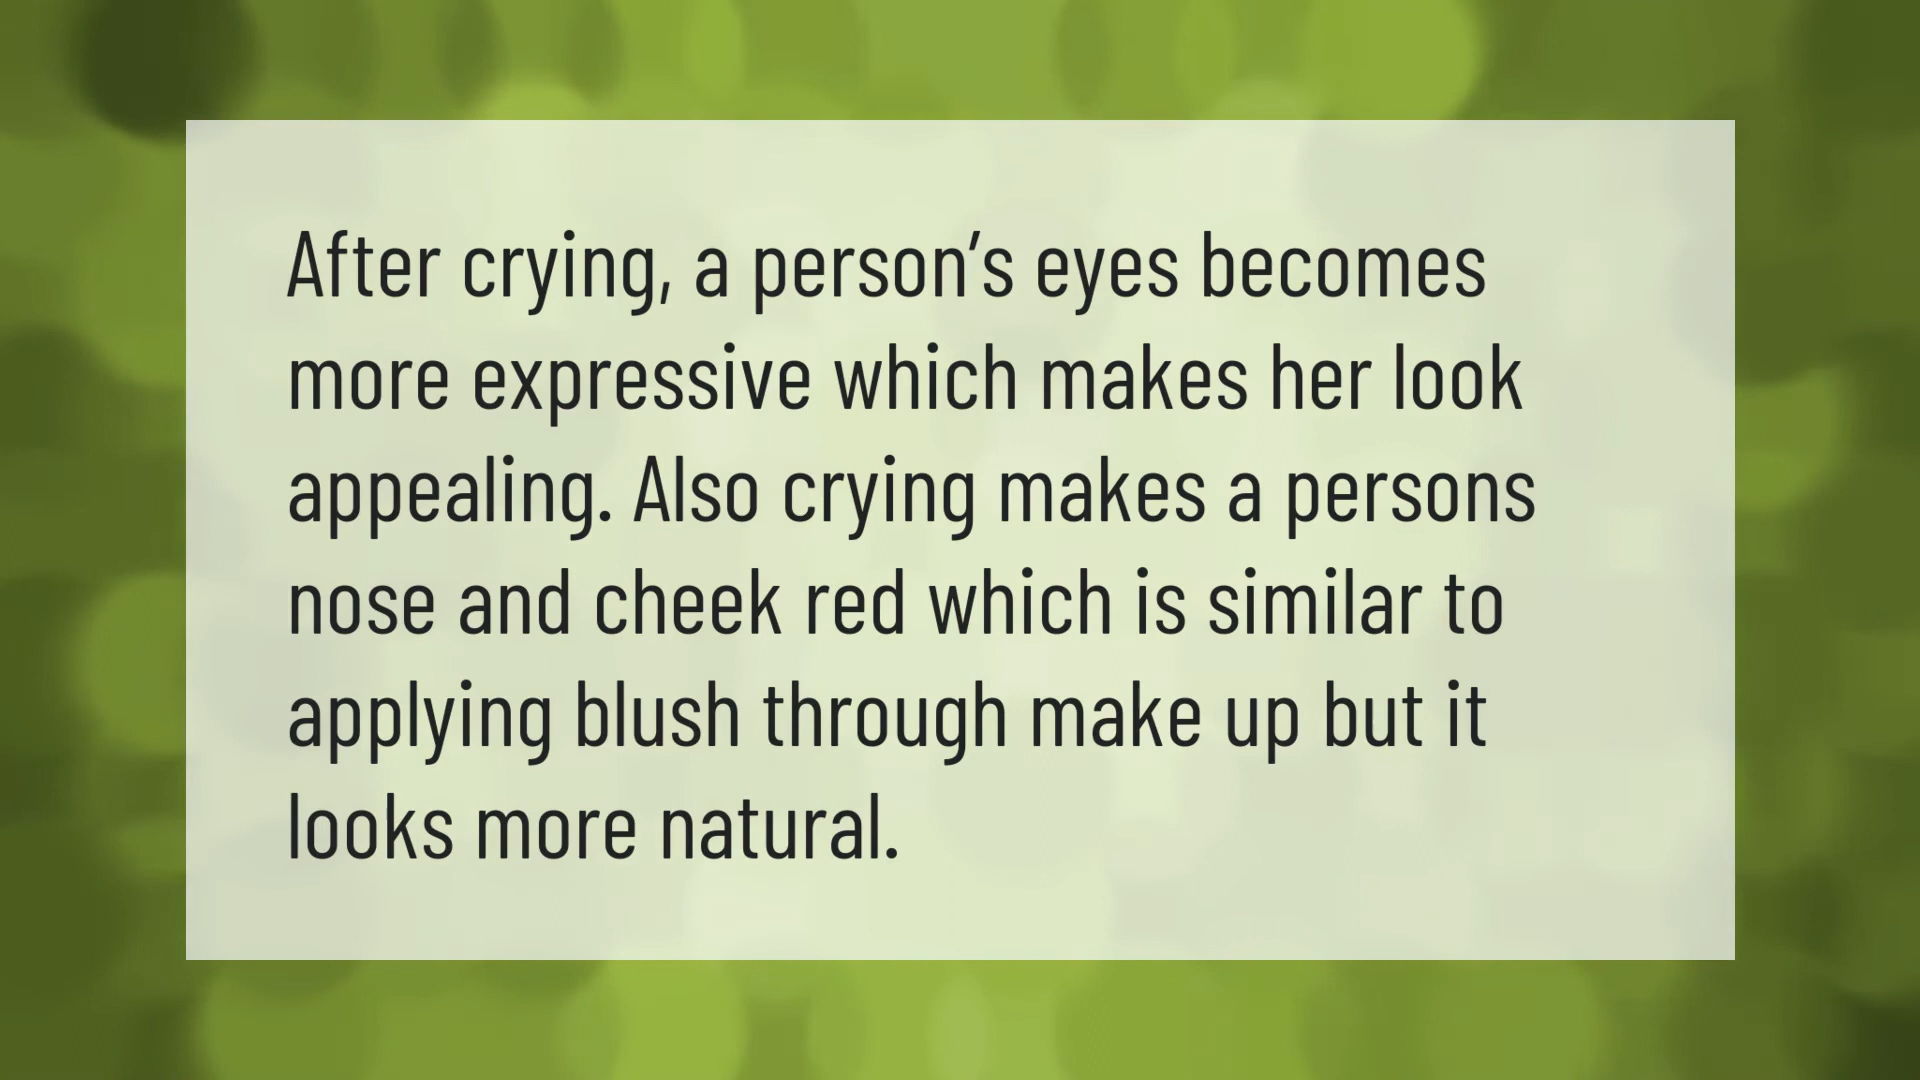 After crying, a person’s eyes becomes
more expressive which makes her look
appealing. Also crying makes a persons
nose and cheek red which is similar to
applying blush through make up but it
looks more natural.